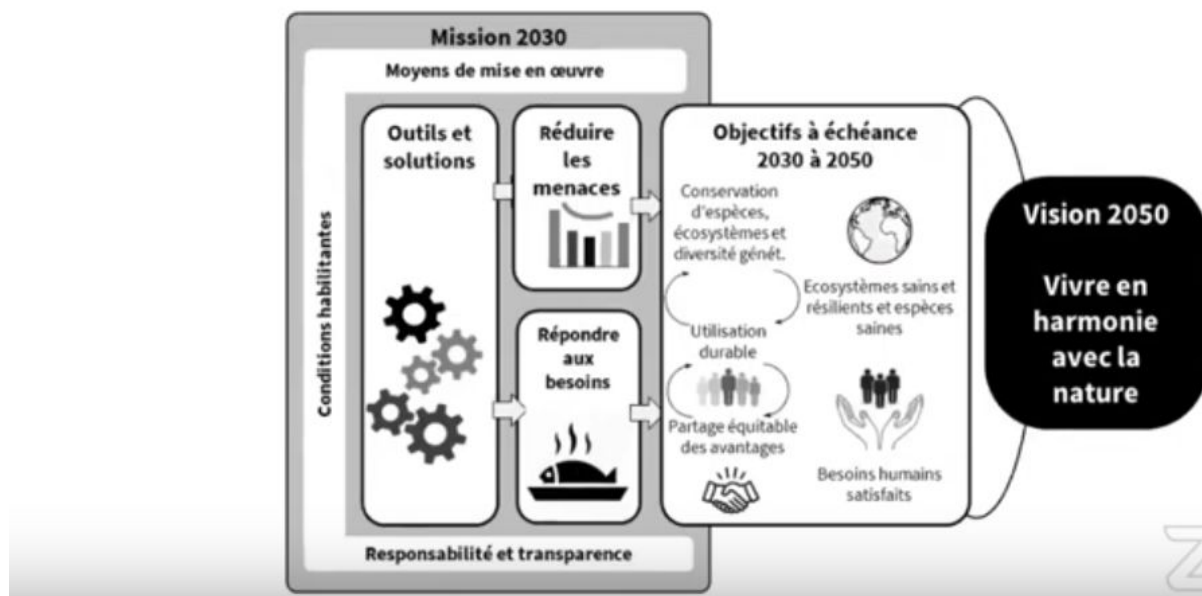 Mission 2030
Moyens de mise en œuvre
Conditions habilitantes
Outils et
solutions
Réduire
les
menaces
Répondre
aux
besoins
Responsabilité et transparence
Objectifs à échéance
2030 à 2050
Conservation
d'espèces,
écosystèmes et
diversité génét.
Utilisation
durable
Partage équitable
des avantages
Ecosystèmes sains et
résilients et espèces
saines
Besoins humains
satisfaits
Vision 2050
Vivre en
harmonie
avec la
nature